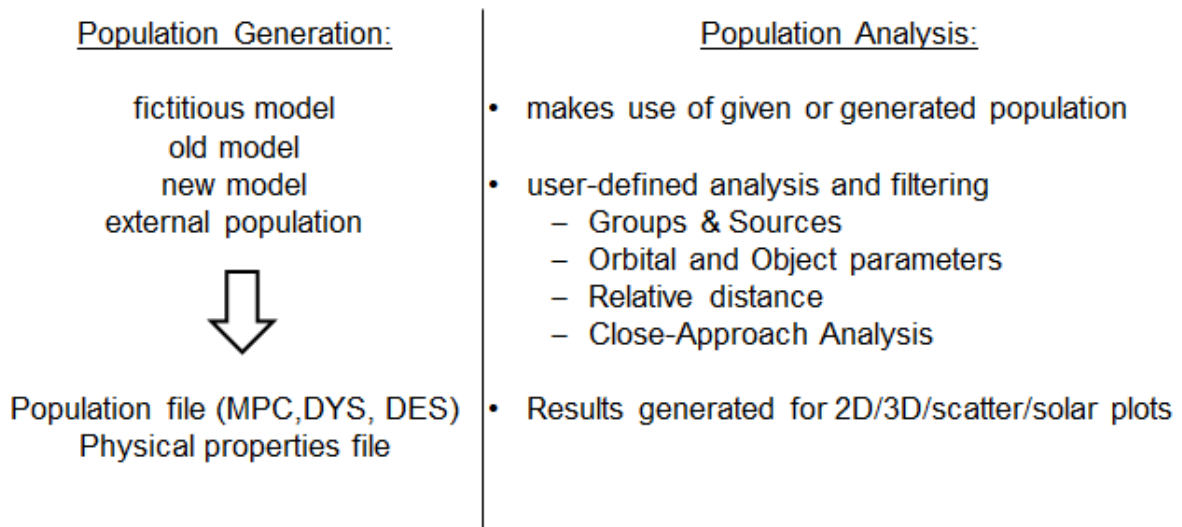 Population Generation:
fictitious model
old model
new model
external population
Population file (MPC,DYS, DES)
Physical properties file
Population Analysis:
• makes use of given or generated population
• user-defined analysis and filtering
– Groups & Sources
– Orbital and Object parameters
– Relative distance
– Close-Approach Analysis
• Results generated for 2D/3D/scatter/solar plots